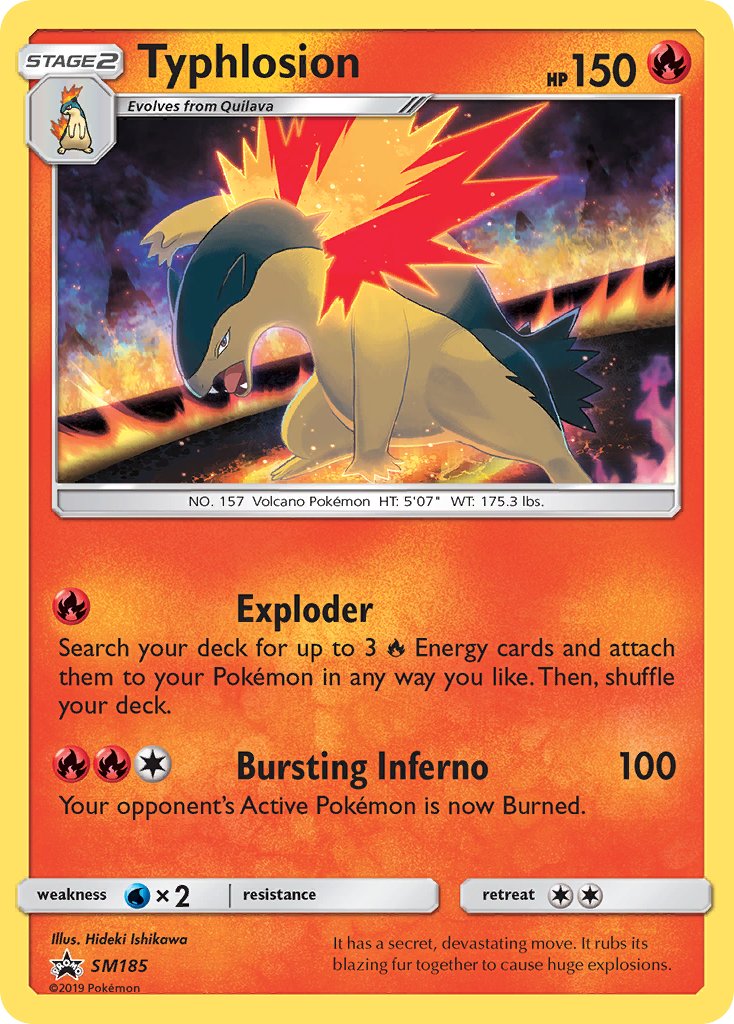 STAGE2
Typhlosion
HP 150
Evolves from Quilava
NO. 157 Volcano Pokémon HT: 5'07" WT: 175.3 lbs.
Exploder
Search your deck for up to 3 Energy cards and attach
them to your Pokémon in any way you like. Then, shuffle
your deck.
Bursting Inferno 100
Your opponent's Active Pokémon is now Burned.
weakness ×2 resistance retreat
Illus. Hideki Ishikawa
PROMO SM185
©2019 Pokémon
It has a secret, devastating move. It rubs its
blazing fur together to cause huge explosions.